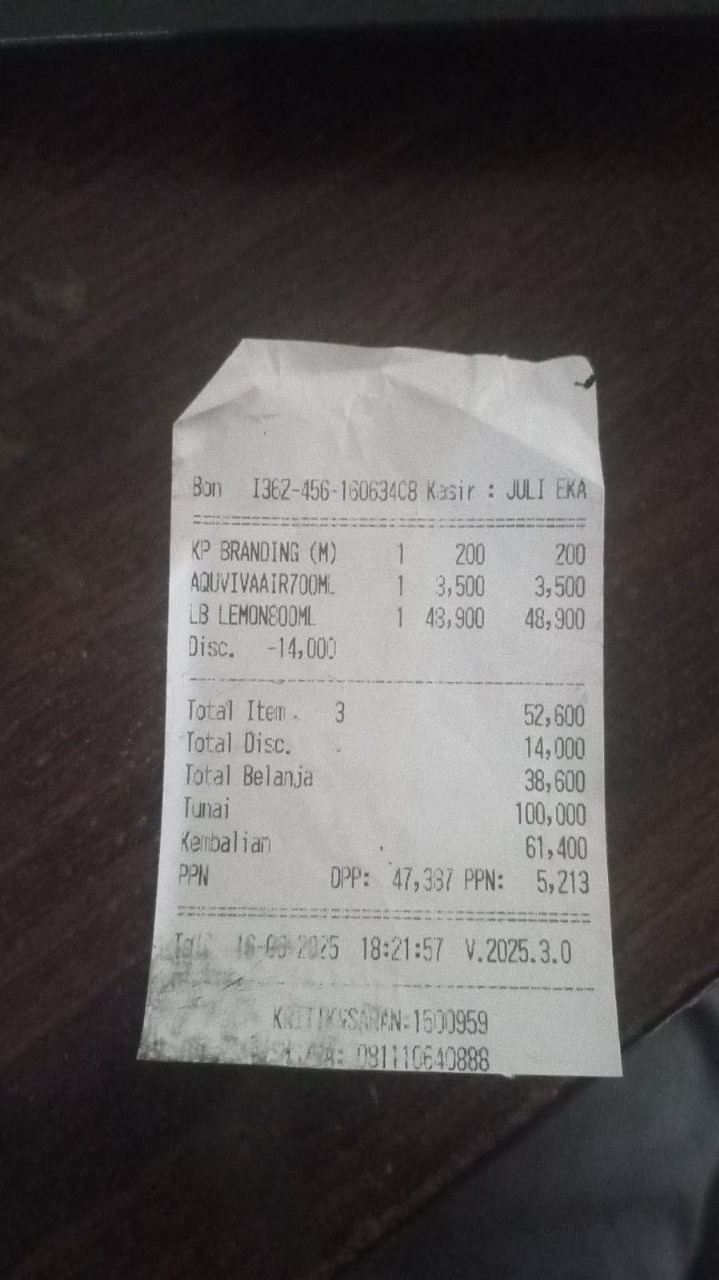 Bon I362-456-160634C8 Kasir : JULI EKA
KP BRANDING (M) 1 200 200
AQUVIVAAIR700ML 1 3,500 3,500
LB LEMON800ML 1 48,900 48,900
Disc. -14,000
Total Item. 3 52,600
Total Disc. 14,000
Total Belanja 38,600
Tunai 100,000
Kembalian 61,400
PPN DPP: 47,387 PPN: 5,213
Tgl. 2025 18:21:57 V.2025.3.0
KRITIK&SARAN:1500959
081110640888